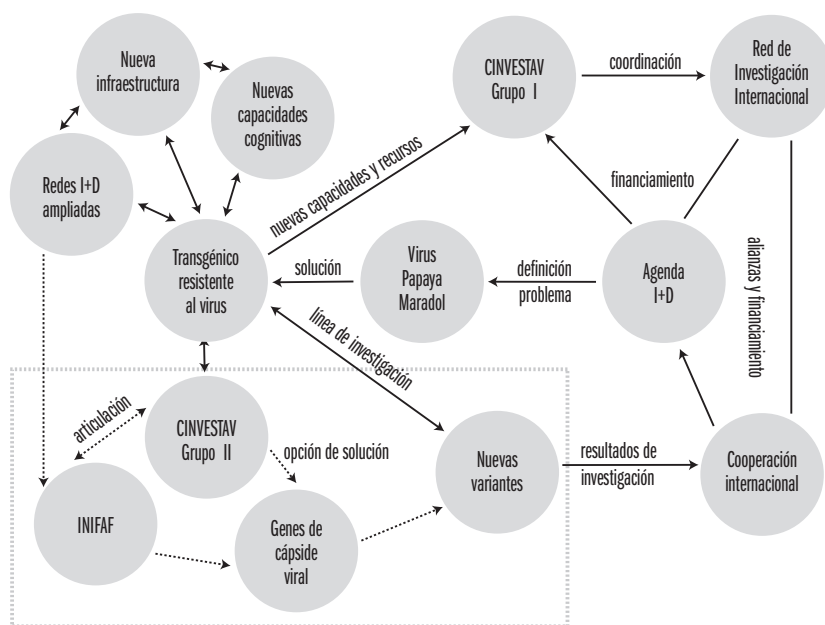 Nueva
infraestructura
Nuevas
capacidades
cognitivas
Redes I+D
ampliadas
CINVESTAV
Grupo I
coordinación
Red de
Investigación
Internacional
nuevas capacidades y recursos
financiamiento
Transgénico
resistente
al virus
solución
Virus
Papaya
Maradol
definición
problema
Agenda
I+D
alianzas y financiamiento
línea de investigación
articulación
CINVESTAV
Grupo II
opción de solución
Nuevas
variantes
resultados de
investigación
Cooperación
internacional
INIFAF
Genes de
cápside
viral